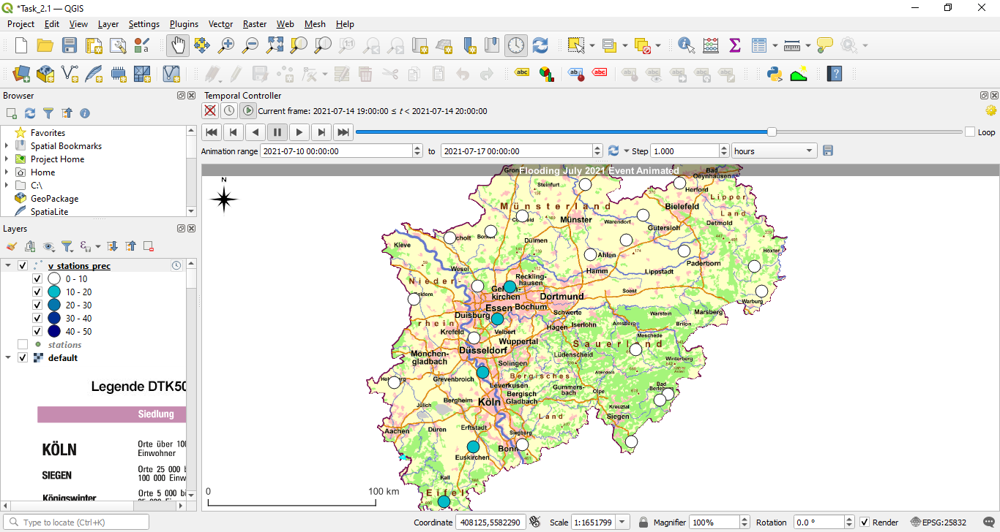 *Task_2.1 — QGIS
Project Edit View Layer Settings Plugins Vector Raster Web Mesh Help
Browser
Favorites
Spatial Bookmarks
Project Home
Home
C:\
GeoPackage
SpatiaLite
Layers
v_stations_prec
0 - 10
10 - 20
20 - 30
30 - 40
40 - 50
stations
default
Legende DTK50
Siedlung
KÖLN
Orte über 10
Einwohner
SIEGEN
Orte 25 000 b
100 000 Einw
Königswinter
Orte 5 000 bi
Temporal Controller
Current frame: 2021-07-14 19:00:00 ≤ t < 2021-07-14 20:00:00
Loop
Animation range 2021-07-10 00:00:00 to 2021-07-17 00:00:00 Step 1.000 hours
Flooding July 2021 Event Animated
N
Steinfurt
Bad
Oeynhausen
Herford
Lipper
Land
Münsterland
Bielefeld
Münster
Warendorf
Detmold
Gütersloh
Kleve
Dülmen
Höxter
Ahlen
Paderborn
Wesel
Hamm
Lippstadt
Reckling-
hausen
Nieder
kirchen
Dortmund
Soest
Warburg
Essen
Bochum
Duisburg
Schwerte
Marsberg
Warstein
rhein
Hagen
Iserlohn
Arnsberg
Brilon
Krefeld
Velbert
Meschede
Wuppertal
Sauerland
Düsseldorf
Mönchen-
gladbach
Lüdenscheid
Winterberg
Solingen
Attendorn
Bergisches
Grevenbroich
Leverkusen
Gummers-
bach
Olpe
Bad
Berleburg
Bergheim
Köln
Bergisch
Gladbach
Jülich
Kreuztal
Siegen
Land
Aachen
Düren
Erftstadt
Siegburg
Bonn
Euskirchen
Kall
Eifel
0 100 km
Type to locate (Ctrl+K)
Coordinate 408125,5582290 Scale 1:1651799 Magnifier 100% Rotation 0.0 ° Render EPSG:25832